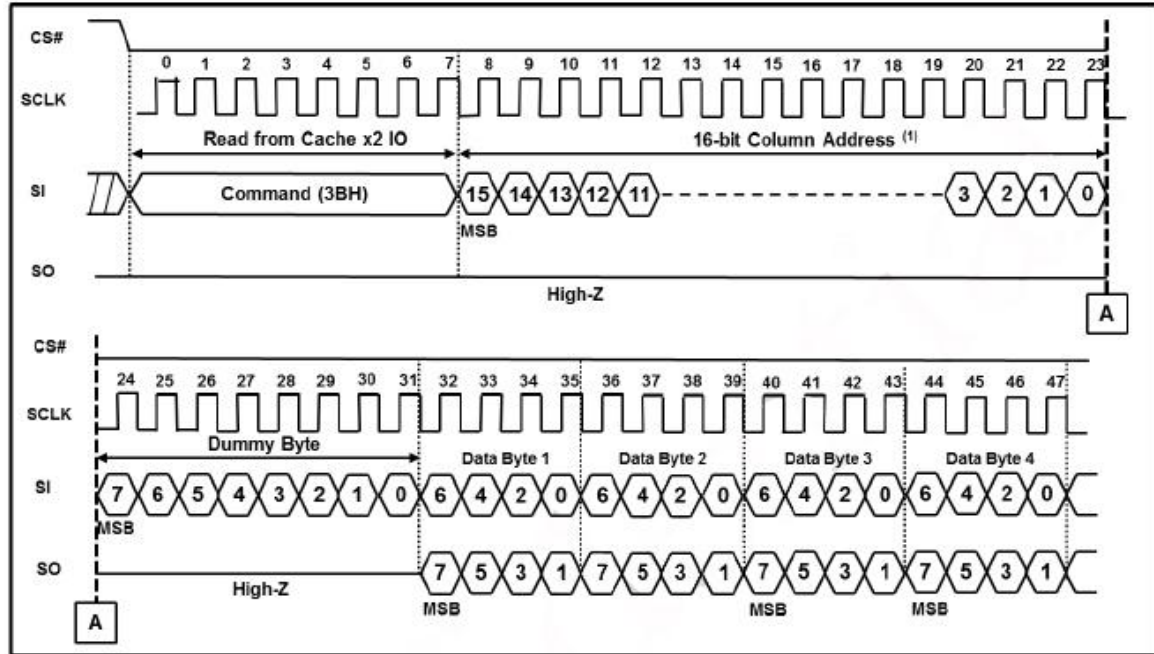 CS#
0 1 2 3 4 5 6 7 8 9 10 11 12 13 14 15 16 17 18 19 20 21 22 23
SCLK
Read from Cache x2 IO 16-bit Column Address (1)
SI Command (3BH) 15 14 13 12 11 3 2 1 0
MSB
SO
High-Z
A
CS#
24 25 26 27 28 29 30 31 32 33 34 35 36 37 38 39 40 41 42 43 44 45 46 47
SCLK
Dummy Byte Data Byte 1 Data Byte 2 Data Byte 3 Data Byte 4
SI 7 6 5 4 3 2 1 0 6 4 2 0 6 4 2 0 6 4 2 0 6 4 2 0
MSB
SO High-Z 7 5 3 1 7 5 3 1 7 5 3 1 7 5 3 1
MSB MSB MSB
A